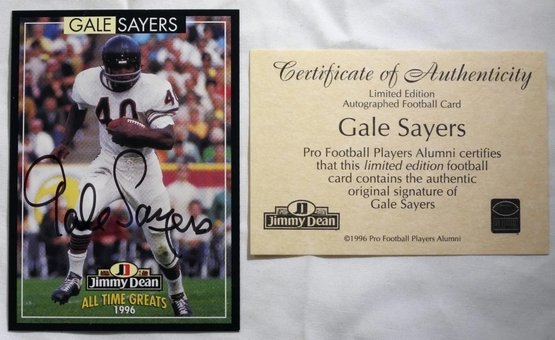 GALE SAYERS
40
Gale Sayers
JD
Jimmy Dean
ALL TIME GREATS
1996
Certificate of Authenticity
Limited Edition
Autographed Football Card
Gale Sayers
Pro Football Players Alumni certifies
that this limited edition football
card contains the authentic
original signature of
Gale Sayers
JD
Jimmy Dean
©1996 Pro Football Players Alumni